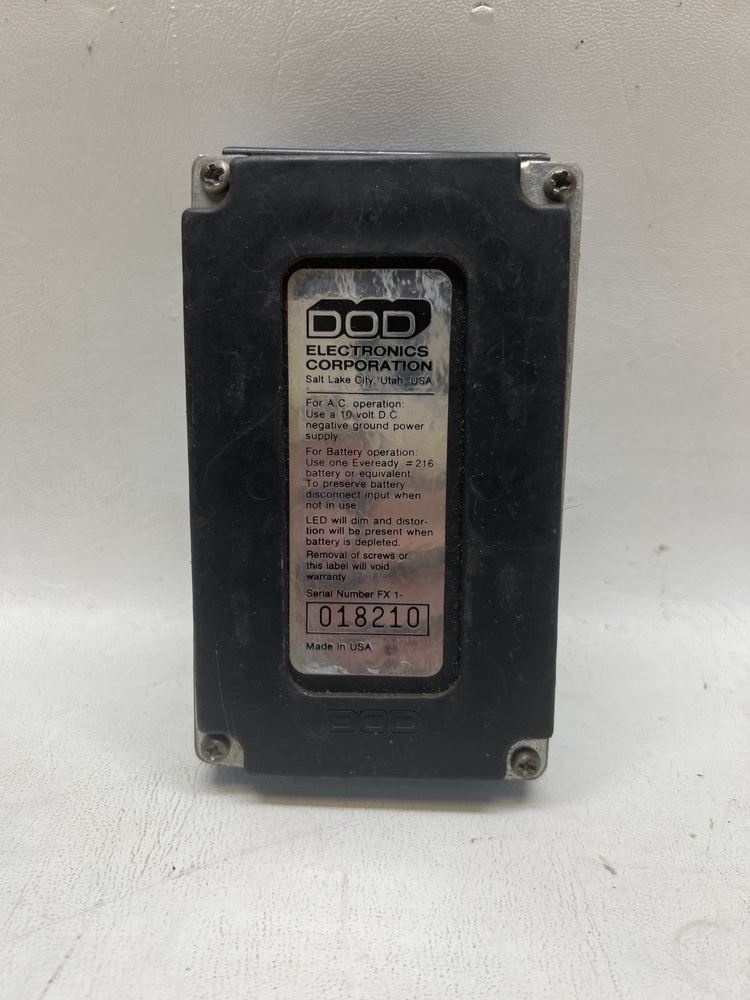 DOD
ELECTRONICS
CORPORATION
Salt Lake City, Utah, USA
For A.C. operation:
Use a 10 volt D.C.
negative ground power
supply
For Battery operation:
Use one Eveready #216
battery or equivalent.
To preserve battery
disconnect input when
not in use.
LED will dim and distor-
tion will be present when
battery is depleted.
Removal of screws or
this label will void
warranty
Serial Number FX 1-
018210
Made in USA
DOD